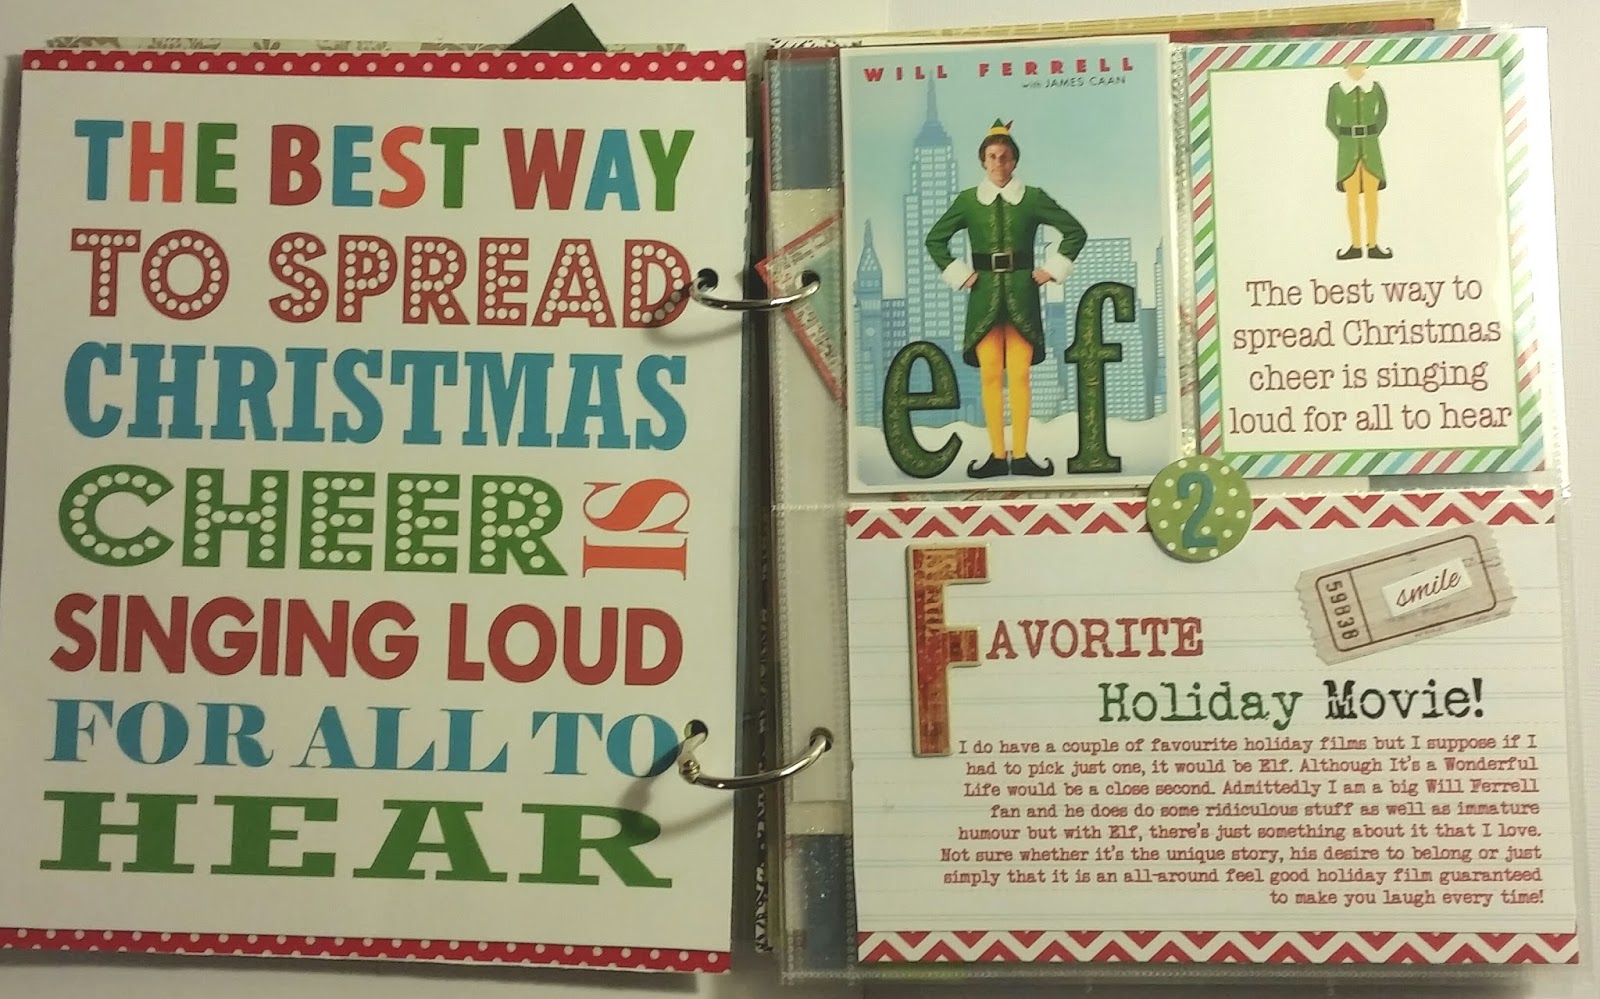 THE BEST WAY
TO SPREAD
CHRISTMAS
CHEER IS
SINGING LOUD
FOR ALL TO
HEAR
WILL FERRELL
with JAMES CAAN
elf
The best way to
spread Christmas
cheer is singing
loud for all to hear
2
FAVORITE
Holiday Movie!
59838
smile
I do have a couple of favourite holiday films but I suppose if I
had to pick just one, it would be Elf. Although It's a Wonderful
Life would be a close second. Admittedly I am a big Will Ferrell
fan and he does do some ridiculous stuff as well as immature
humour but with Elf, there's just something about it that I love.
Not sure whether it's the unique story, his desire to belong or just
simply that it is an all-around feel good holiday film guaranteed
to make you laugh every time!